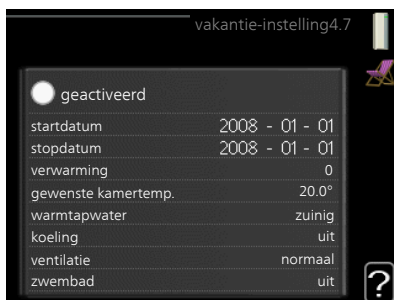 vakantie-instelling4.7
geactiveerd
startdatum 2008 - 01 - 01
stopdatum 2008 - 01 - 01
verwarming 0
gewenste kamertemp. 20.0°
warmtapwater zuinig
koeling uit
ventilatie normaal
zwembad uit
?